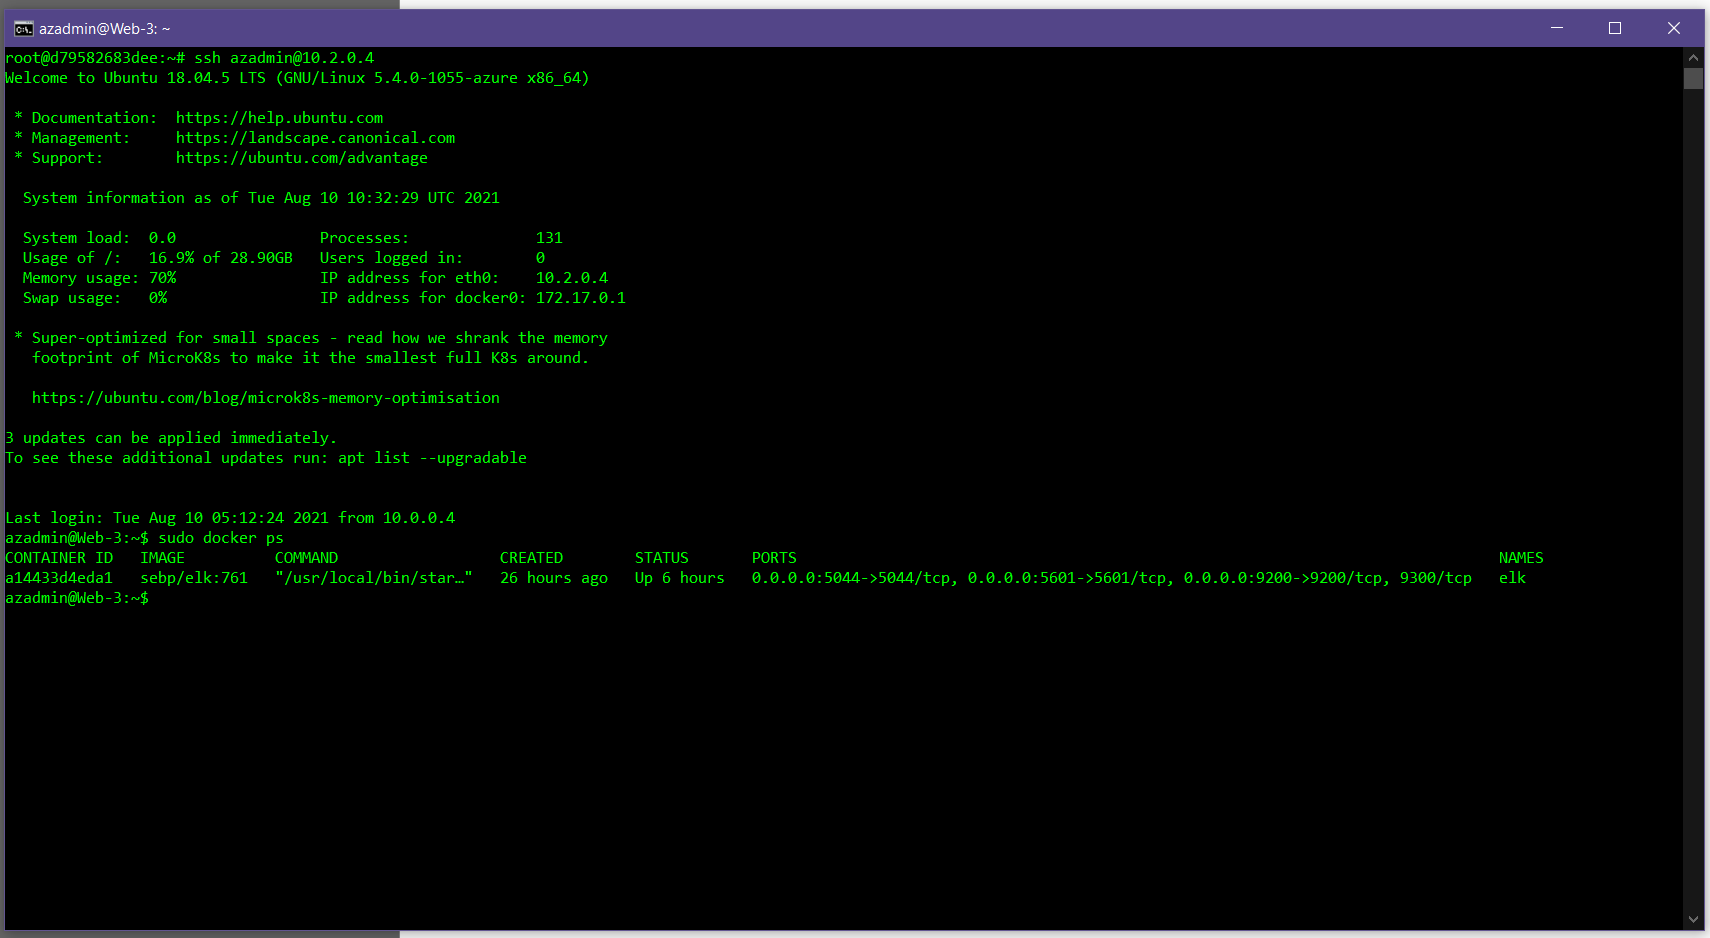 azadmin@Web-3: ~
root@d79582683dee:~# ssh azadmin@10.2.0.4
Welcome to Ubuntu 18.04.5 LTS (GNU/Linux 5.4.0-1055-azure x86_64)
* Documentation:  https://help.ubuntu.com
* Management:     https://landscape.canonical.com
* Support:        https://ubuntu.com/advantage
System information as of Tue Aug 10 10:32:29 UTC 2021
System load:  0.0                Processes:              131
Usage of /:   16.9% of 28.90GB   Users logged in:        0
Memory usage: 70%                IP address for eth0:    10.2.0.4
Swap usage:   0%                 IP address for docker0: 172.17.0.1
* Super-optimized for small spaces - read how we shrank the memory
footprint of MicroK8s to make it the smallest full K8s around.
https://ubuntu.com/blog/microk8s-memory-optimisation
3 updates can be applied immediately.
To see these additional updates run: apt list --upgradable
Last login: Tue Aug 10 05:12:24 2021 from 10.0.0.4
azadmin@Web-3:~$ sudo docker ps
CONTAINER ID   IMAGE          COMMAND                  CREATED        STATUS       PORTS                                                                              NAMES
a14433d4eda1   sebp/elk:761   "/usr/local/bin/star…"   26 hours ago   Up 6 hours   0.0.0.0:5044->5044/tcp, 0.0.0.0:5601->5601/tcp, 0.0.0.0:9200->9200/tcp, 9300/tcp   elk
azadmin@Web-3:~$